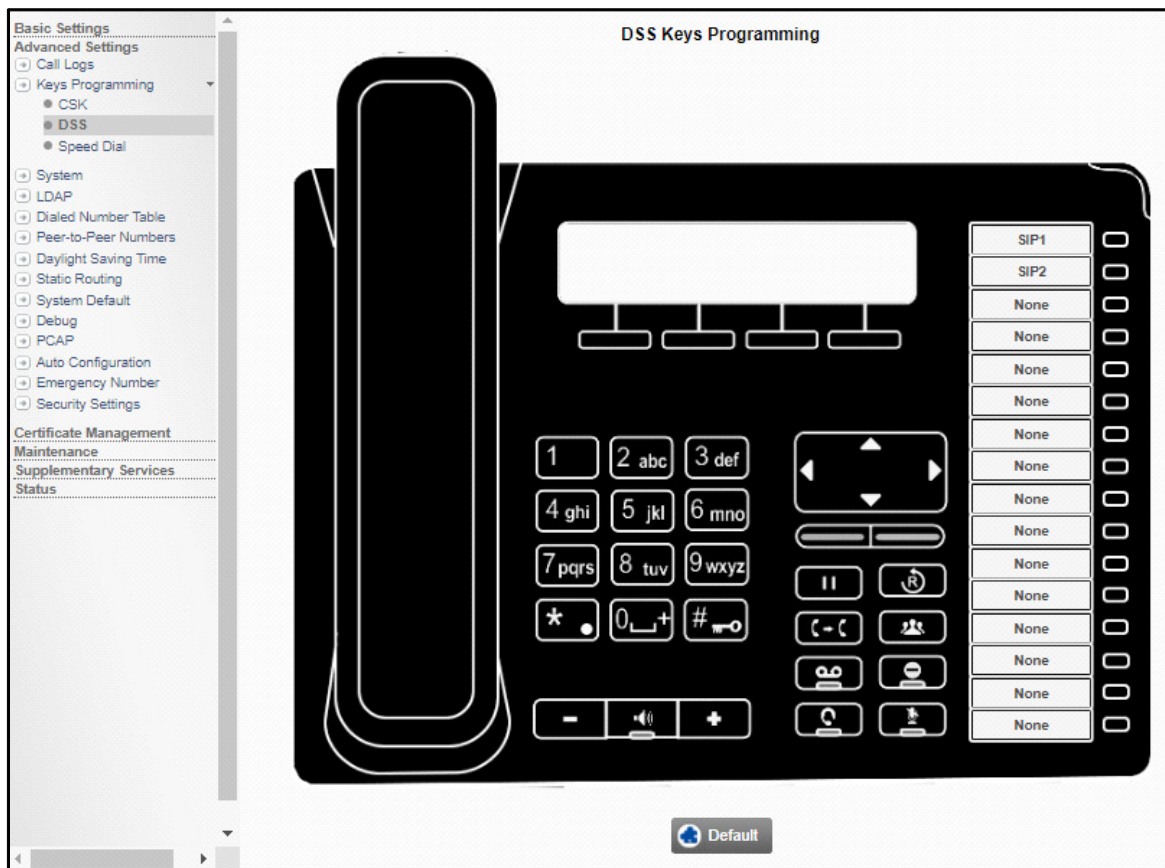 Basic Settings
Advanced Settings
Call Logs
Keys Programming
CSK
DSS
Speed Dial
System
LDAP
Dialed Number Table
Peer-to-Peer Numbers
Daylight Saving Time
Static Routing
System Default
Debug
PCAP
Auto Configuration
Emergency Number
Security Settings
Certificate Management
Maintenance
Supplementary Services
Status
DSS Keys Programming
SIP1
SIP2
None
None
None
None
None
None
None
None
None
None
None
None
None
None
1 2 abc 3 def
4 ghi 5 jkl 6 mno
7 pqrs 8 tuv 9 wxyz
* 0 + #
R
- +
Default